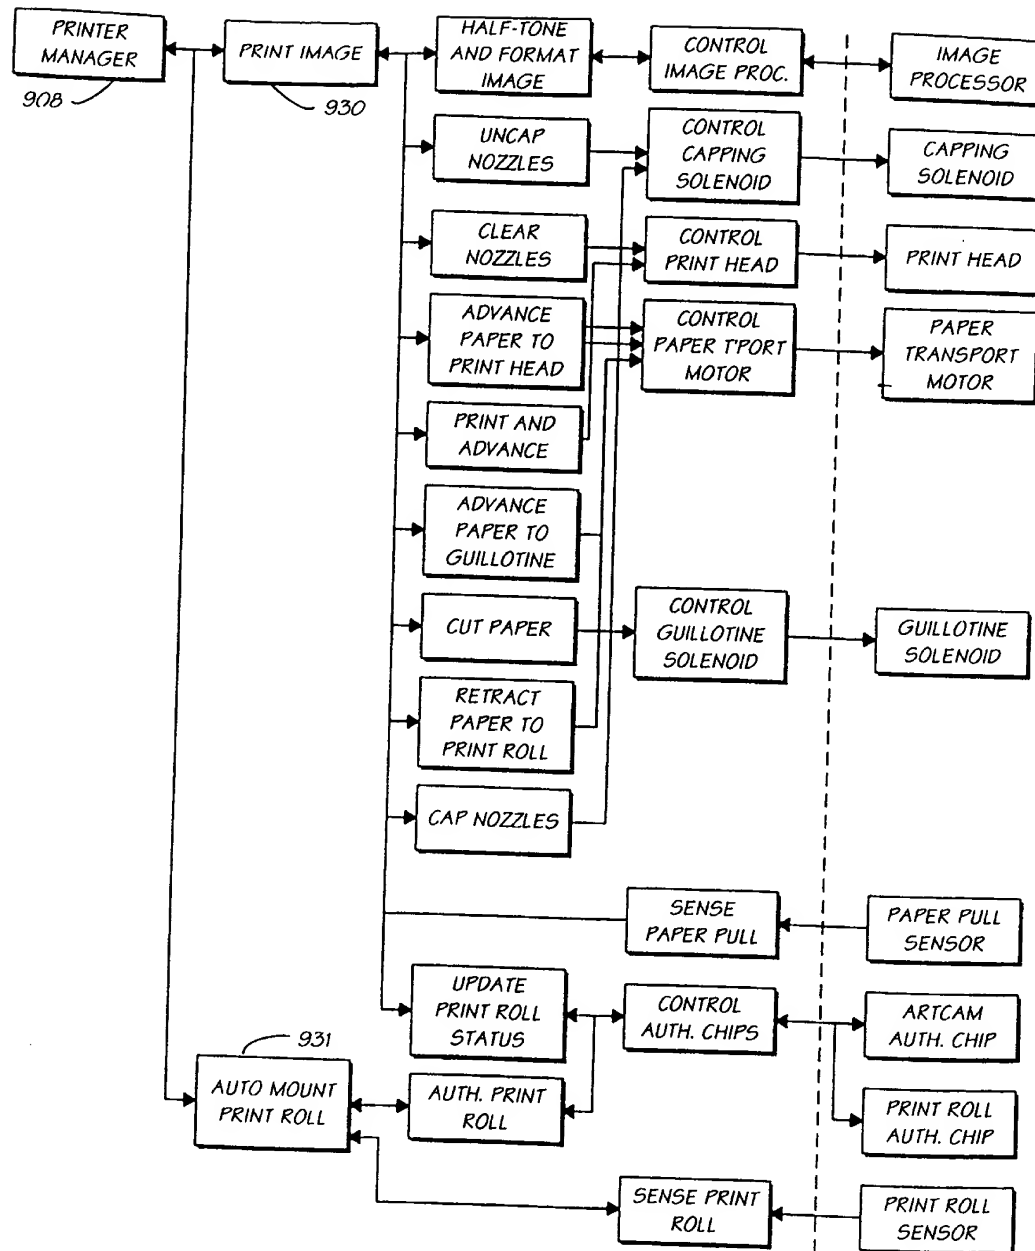 PRINTER
MANAGER
908
PRINT IMAGE
930
HALF-TONE
AND FORMAT
IMAGE
CONTROL
IMAGE PROC.
IMAGE
PROCESSOR
UNCAP
NOZZLES
CONTROL
CAPPING
SOLENOID
CAPPING
SOLENOID
CLEAR
NOZZLES
CONTROL
PRINT HEAD
PRINT HEAD
ADVANCE
PAPER TO
PRINT HEAD
CONTROL
PAPER T'PORT
MOTOR
PAPER
TRANSPORT
MOTOR
PRINT AND
ADVANCE
ADVANCE
PAPER TO
GUILLOTINE
CUT PAPER
CONTROL
GUILLOTINE
SOLENOID
GUILLOTINE
SOLENOID
RETRACT
PAPER TO
PRINT ROLL
CAP NOZZLES
SENSE
PAPER PULL
PAPER PULL
SENSOR
UPDATE
PRINT ROLL
STATUS
CONTROL
AUTH. CHIPS
ARTCAM
AUTH. CHIP
931
AUTO MOUNT
PRINT ROLL
AUTH. PRINT
ROLL
PRINT ROLL
AUTH. CHIP
SENSE PRINT
ROLL
PRINT ROLL
SENSOR